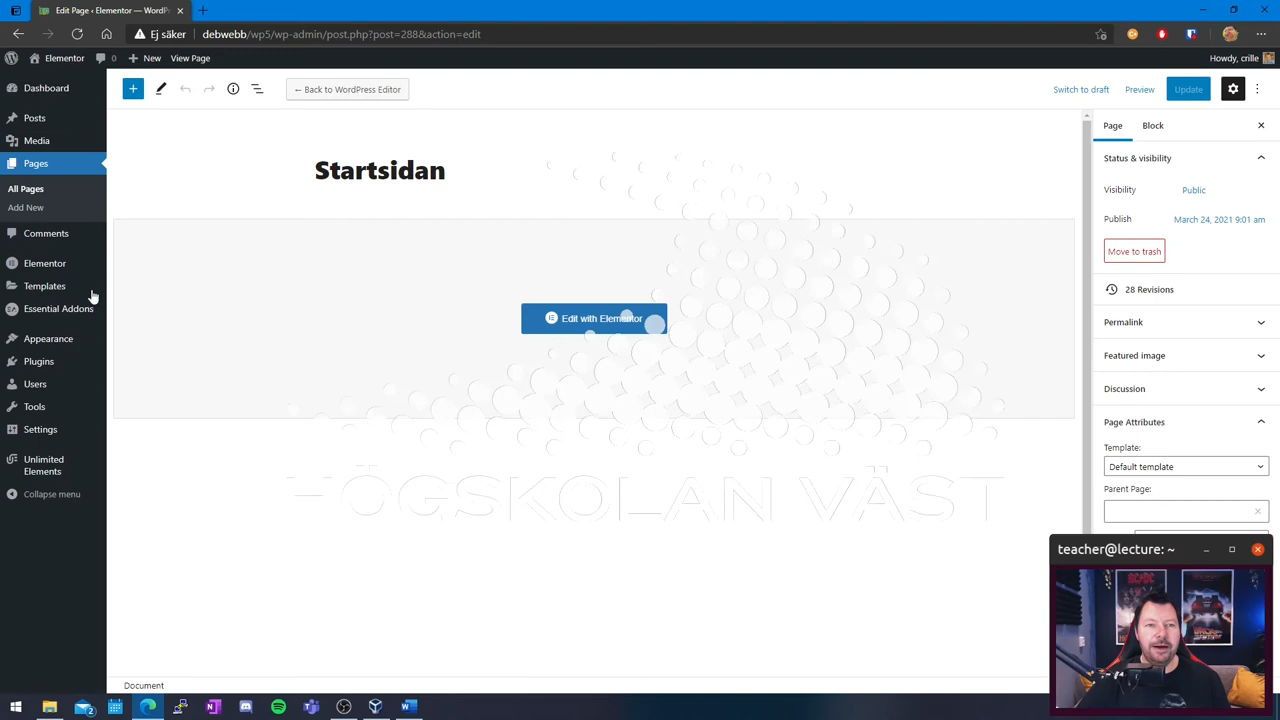 Edit Page ‹ Elementor — WordP
Ej säker
debwebb/wp5/wp-admin/post.php?post=288&action=edit
Elementor
0
New
View Page
Howdy, crille
Dashboard
Posts
Media
Pages
All Pages
Add New
Comments
Elementor
Templates
Essential Addons
Appearance
Plugins
Users
Tools
Settings
Unlimited
Elements
Collapse menu
← Back to WordPress Editor
Switch to draft
Preview
Update
Startsidan
Edit with Elementor
HÖGSKOLAN VÄST
Document
Page
Block
Status & visibility
Visibility
Public
Publish
March 24, 2021 9:01 am
Move to trash
28 Revisions
Permalink
Featured image
Discussion
Page Attributes
Template:
Default template
Parent Page:
teacher@lecture: ~
AC/DC
2